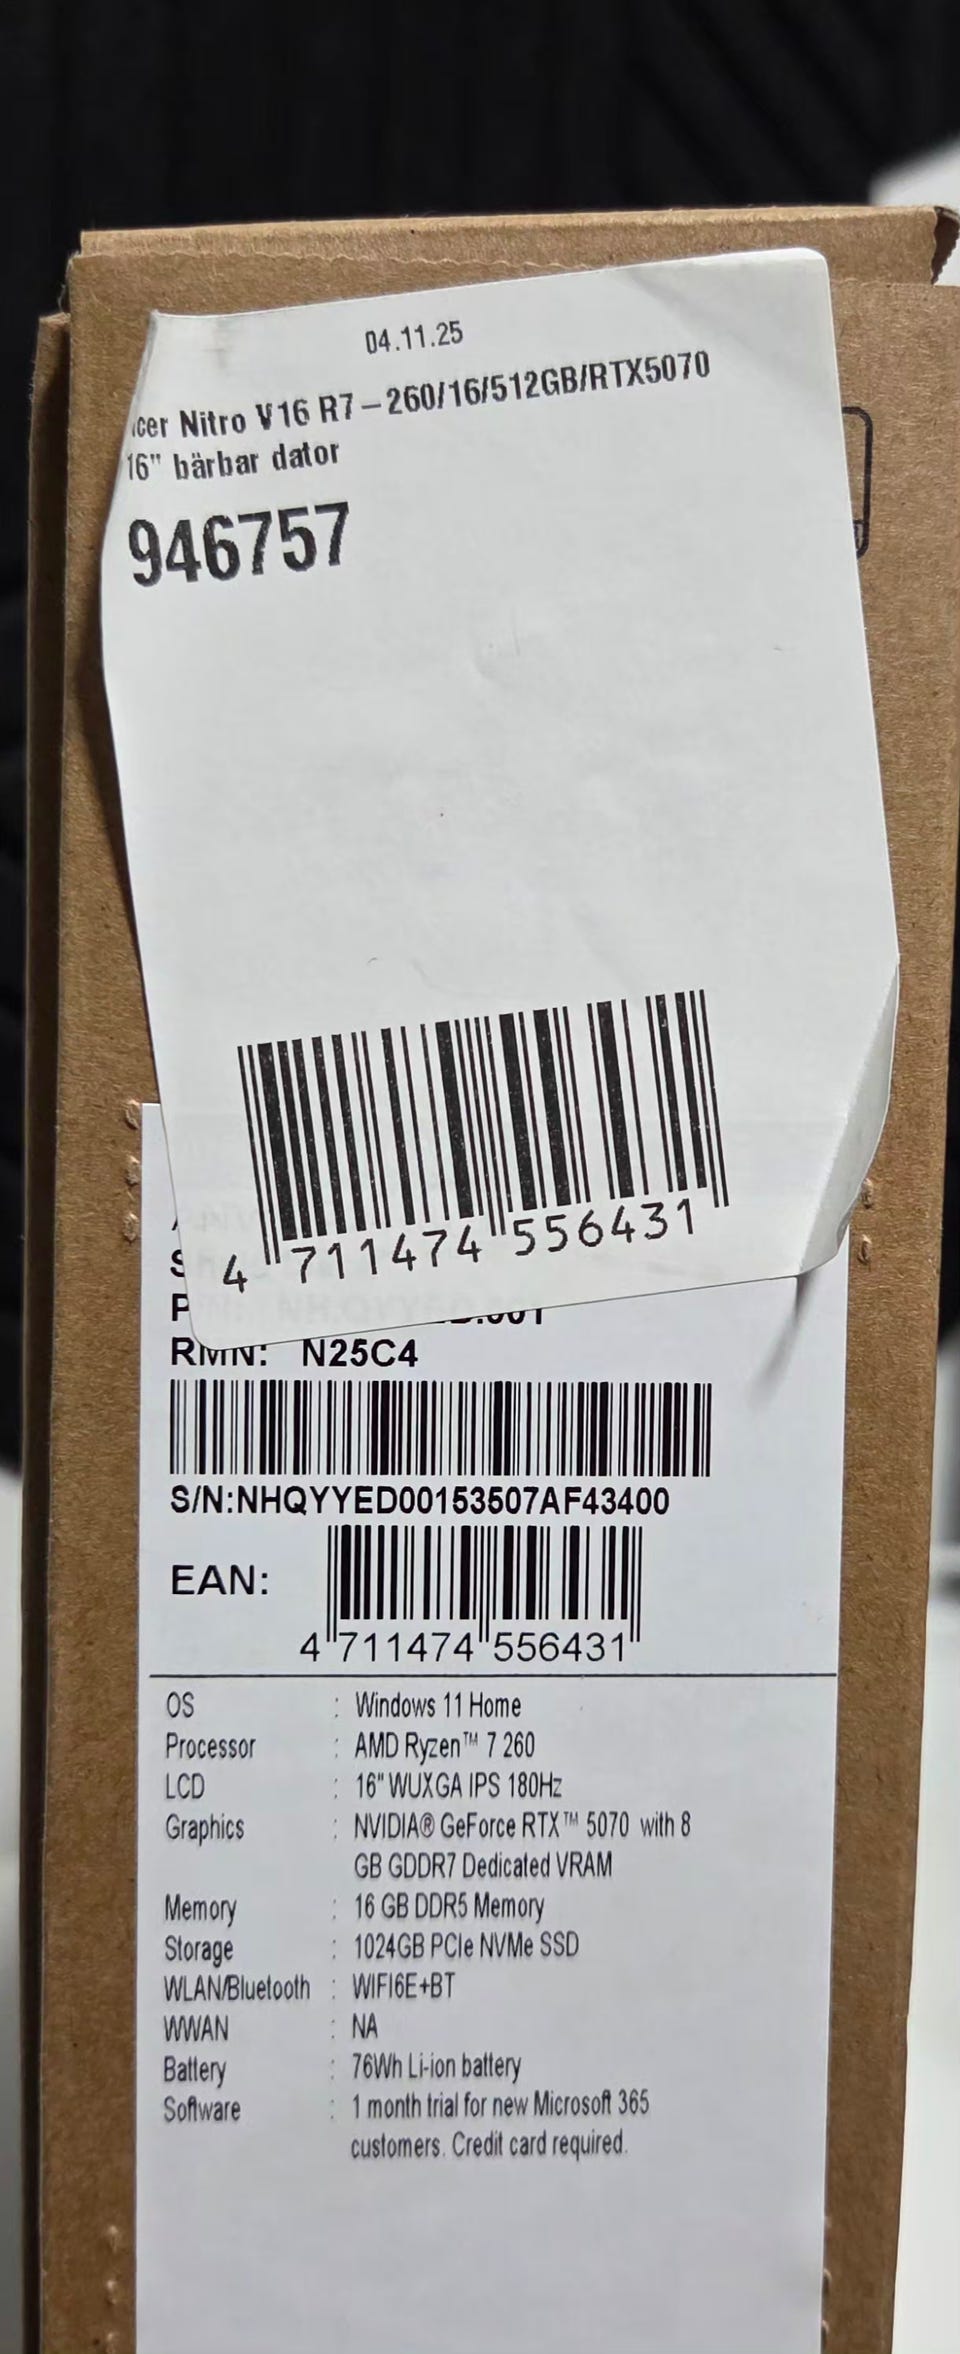 04.11.25
cer Nitro V 16 R7-260/16/512GB/RTX5070
16" bärbar dator
946757
4 711474 556431
RMN: N25C4
S/N:NHQYYED00153507AF43400
EAN:
4 711474 556431
OS : Windows 11 Home
Processor : AMD Ryzen™ 7 260
LCD : 16" WUXGA IPS 180Hz
Graphics : NVIDIA® GeForce RTX™ 5070 with 8
GB GDDR7 Dedicated VRAM
Memory : 16 GB DDR5 Memory
Storage : 1024GB PCIe NVMe SSD
WLAN/Bluetooth : WIFI6E+BT
WWAN : NA
Battery : 76Wh Li-ion battery
Software : 1 month trial for new Microsoft 365
customers. Credit card required.